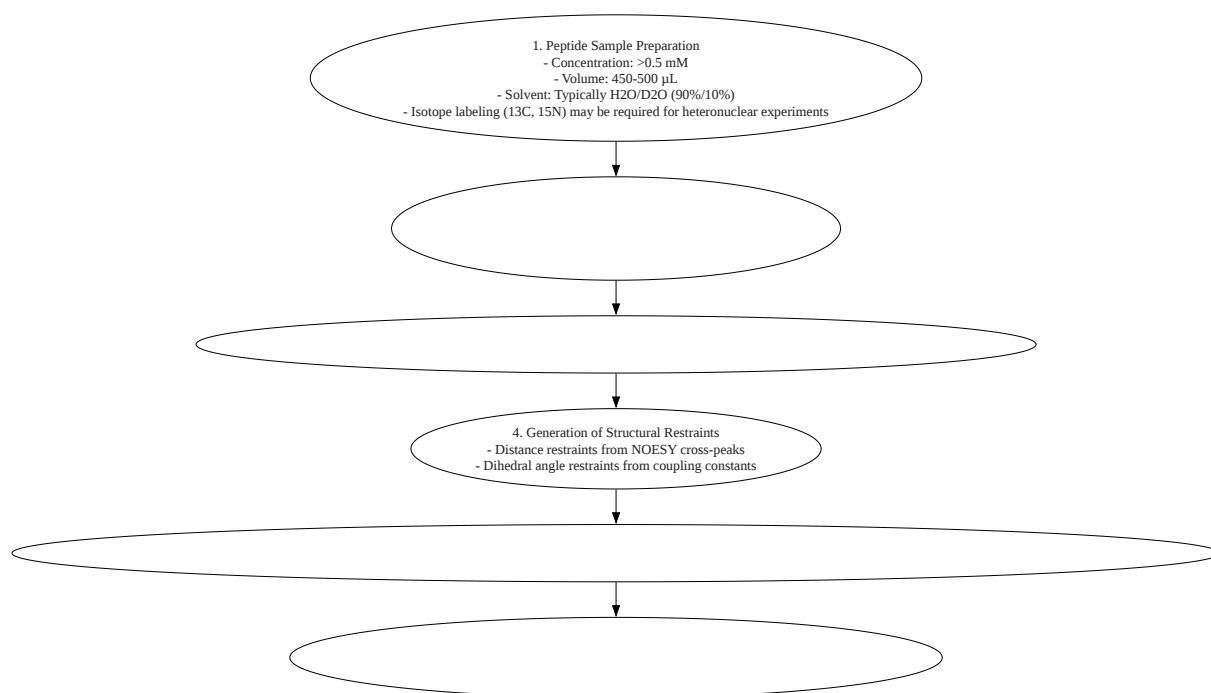 1. Peptide Sample Preparation
- Concentration: >0.5 mM
- Volume: 450-500 µL
- Solvent: Typically H2O/D2O (90%/10%)
- Isotope labeling (13C, 15N) may be required for heteronuclear experiments
4. Generation of Structural Restraints
- Distance restraints from NOESY cross-peaks
- Dihedral angle restraints from coupling constants